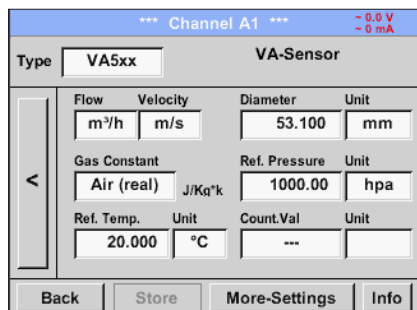 *** Channel A1 ***
~ 0.0 V
~ 0 mA
Type VA5xx VA-Sensor
Flow Velocity Diameter Unit
m³/h m/s 53.100 mm
Gas Constant Ref. Pressure Unit
< Air (real) J/Kg*k 1000.00 hpa
Ref. Temp. Unit Count.Val Unit
20.000 °C ---
Back Store More-Settings Info